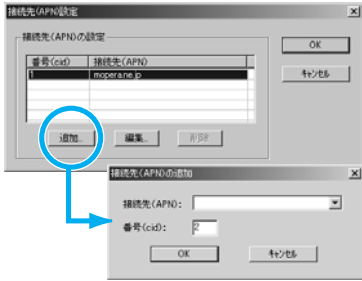 接続先(APN)設定
接続先(APN)の設定
番号(cid) 接続先(APN)
1 mopera.ne.jp
OK
キャンセル
追加... 編集... 削除
接続先(APN)の追加
接続先(APN):
番号(cid): 2
OK キャンセル